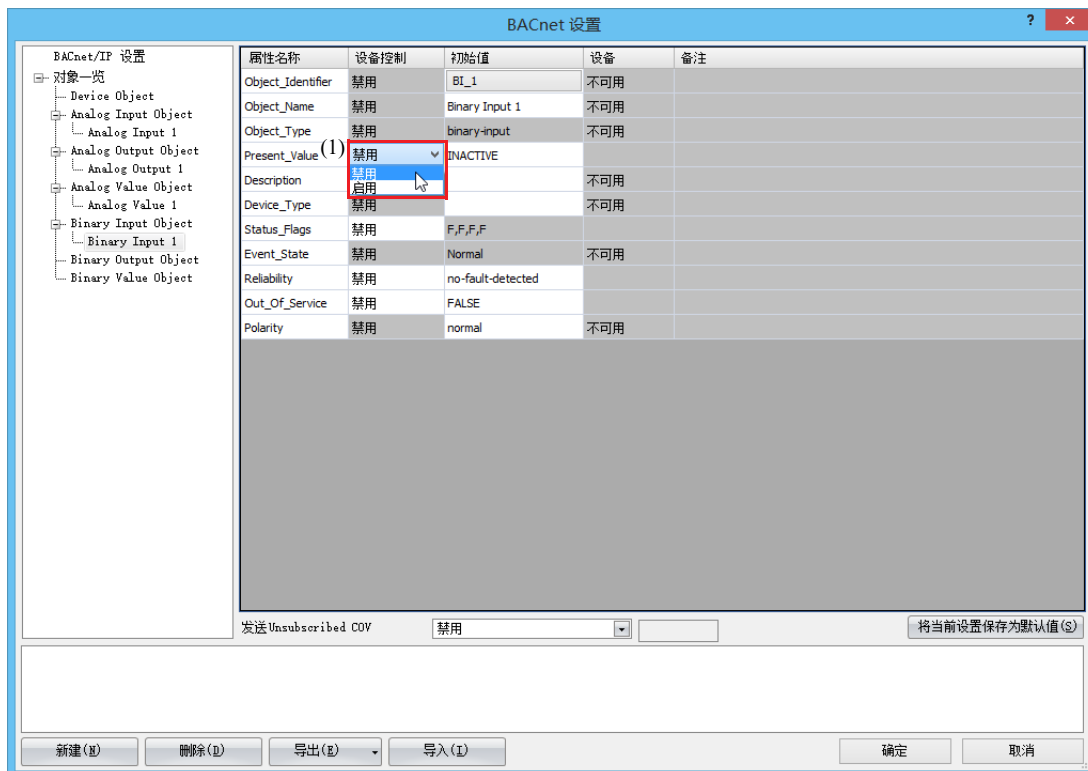 BACnet 设置
? ×
BACnet/IP 设置
对象一览
Device Object
Analog Input Object
Analog Input 1
Analog Output Object
Analog Output 1
Analog Value Object
Analog Value 1
Binary Input Object
Binary Input 1
Binary Output Object
Binary Value Object
属性名称 设备控制 初始值 设备 备注
Object_Identifier 禁用 BI_1 不可用
Object_Name 禁用 Binary Input 1 不可用
Object_Type 禁用 binary-input 不可用
Present_Value (1) 禁用 INACTIVE
禁用
启用
Description 不可用
Device_Type 禁用 不可用
Status_Flags 禁用 F,F,F,F
Event_State 禁用 Normal 不可用
Reliability 禁用 no-fault-detected
Out_Of_Service 禁用 FALSE
Polarity 禁用 normal 不可用
发送Unsubscribed COV 禁用 将当前设置保存为默认值(S)
新建(N) 删除(D) 导出(E) 导入(I) 确定 取消